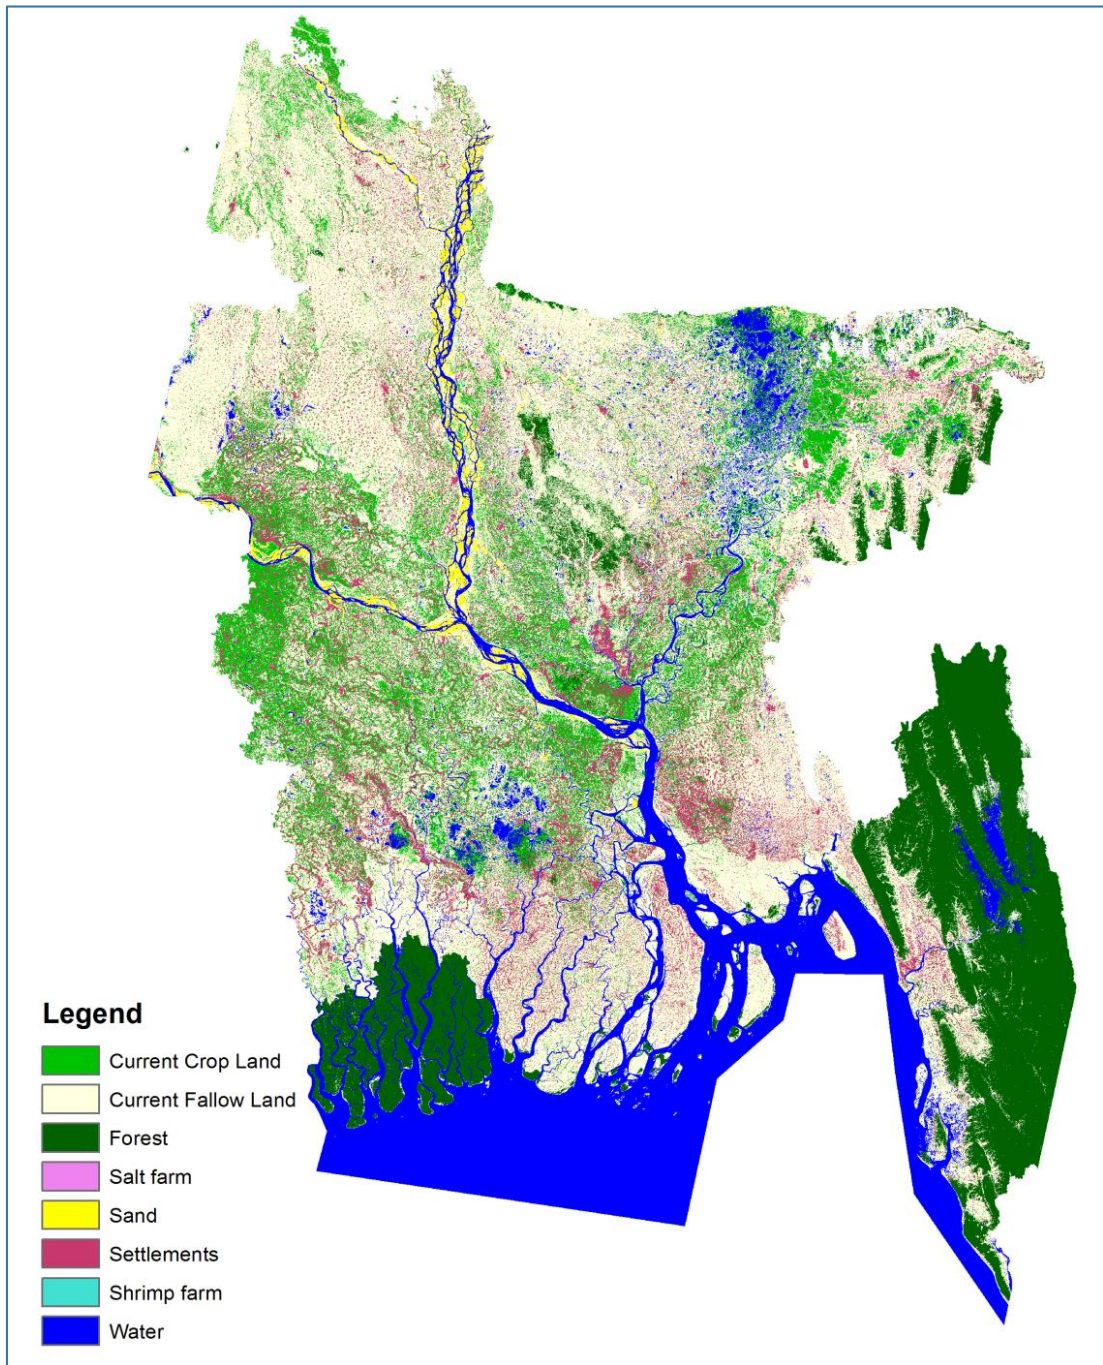 Legend
Current Crop Land
Current Fallow Land
Forest
Salt farm
Sand
Settlements
Shrimp farm
Water